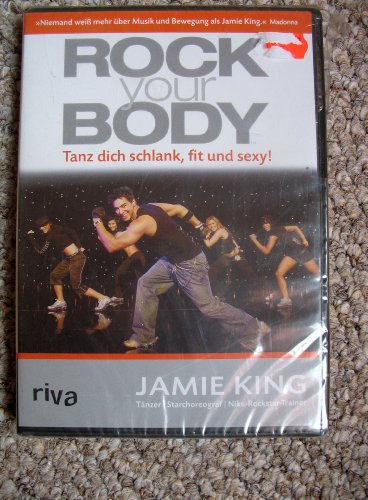 »Niemand weiß mehr über Musik und Bewegung als Jamie King.« Madonna
ROCK
your
BODY
Tanz dich schlank, fit und sexy!
riva
JAMIE KING
Tänzer | Starchoreograf | Nike-Rockstar-Trainer